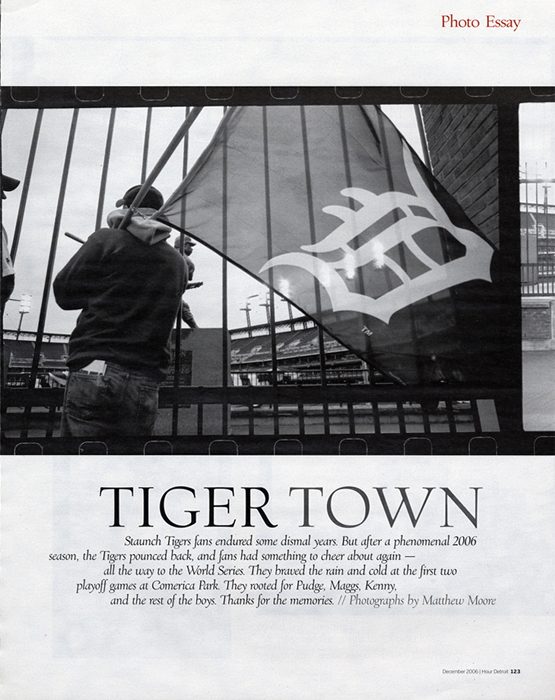 Photo Essay
D
TM
TIGER TOWN
Staunch Tigers fans endured some dismal years. But after a phenomenal 2006
season, the Tigers pounced back, and fans had something to cheer about again —
all the way to the World Series. They braved the rain and cold at the first two
playoff games at Comerica Park. They rooted for Pudge, Maggs, Kenny,
and the rest of the boys. Thanks for the memories. // Photographs by Matthew Moore
December 2006 | Hour Detroit 123